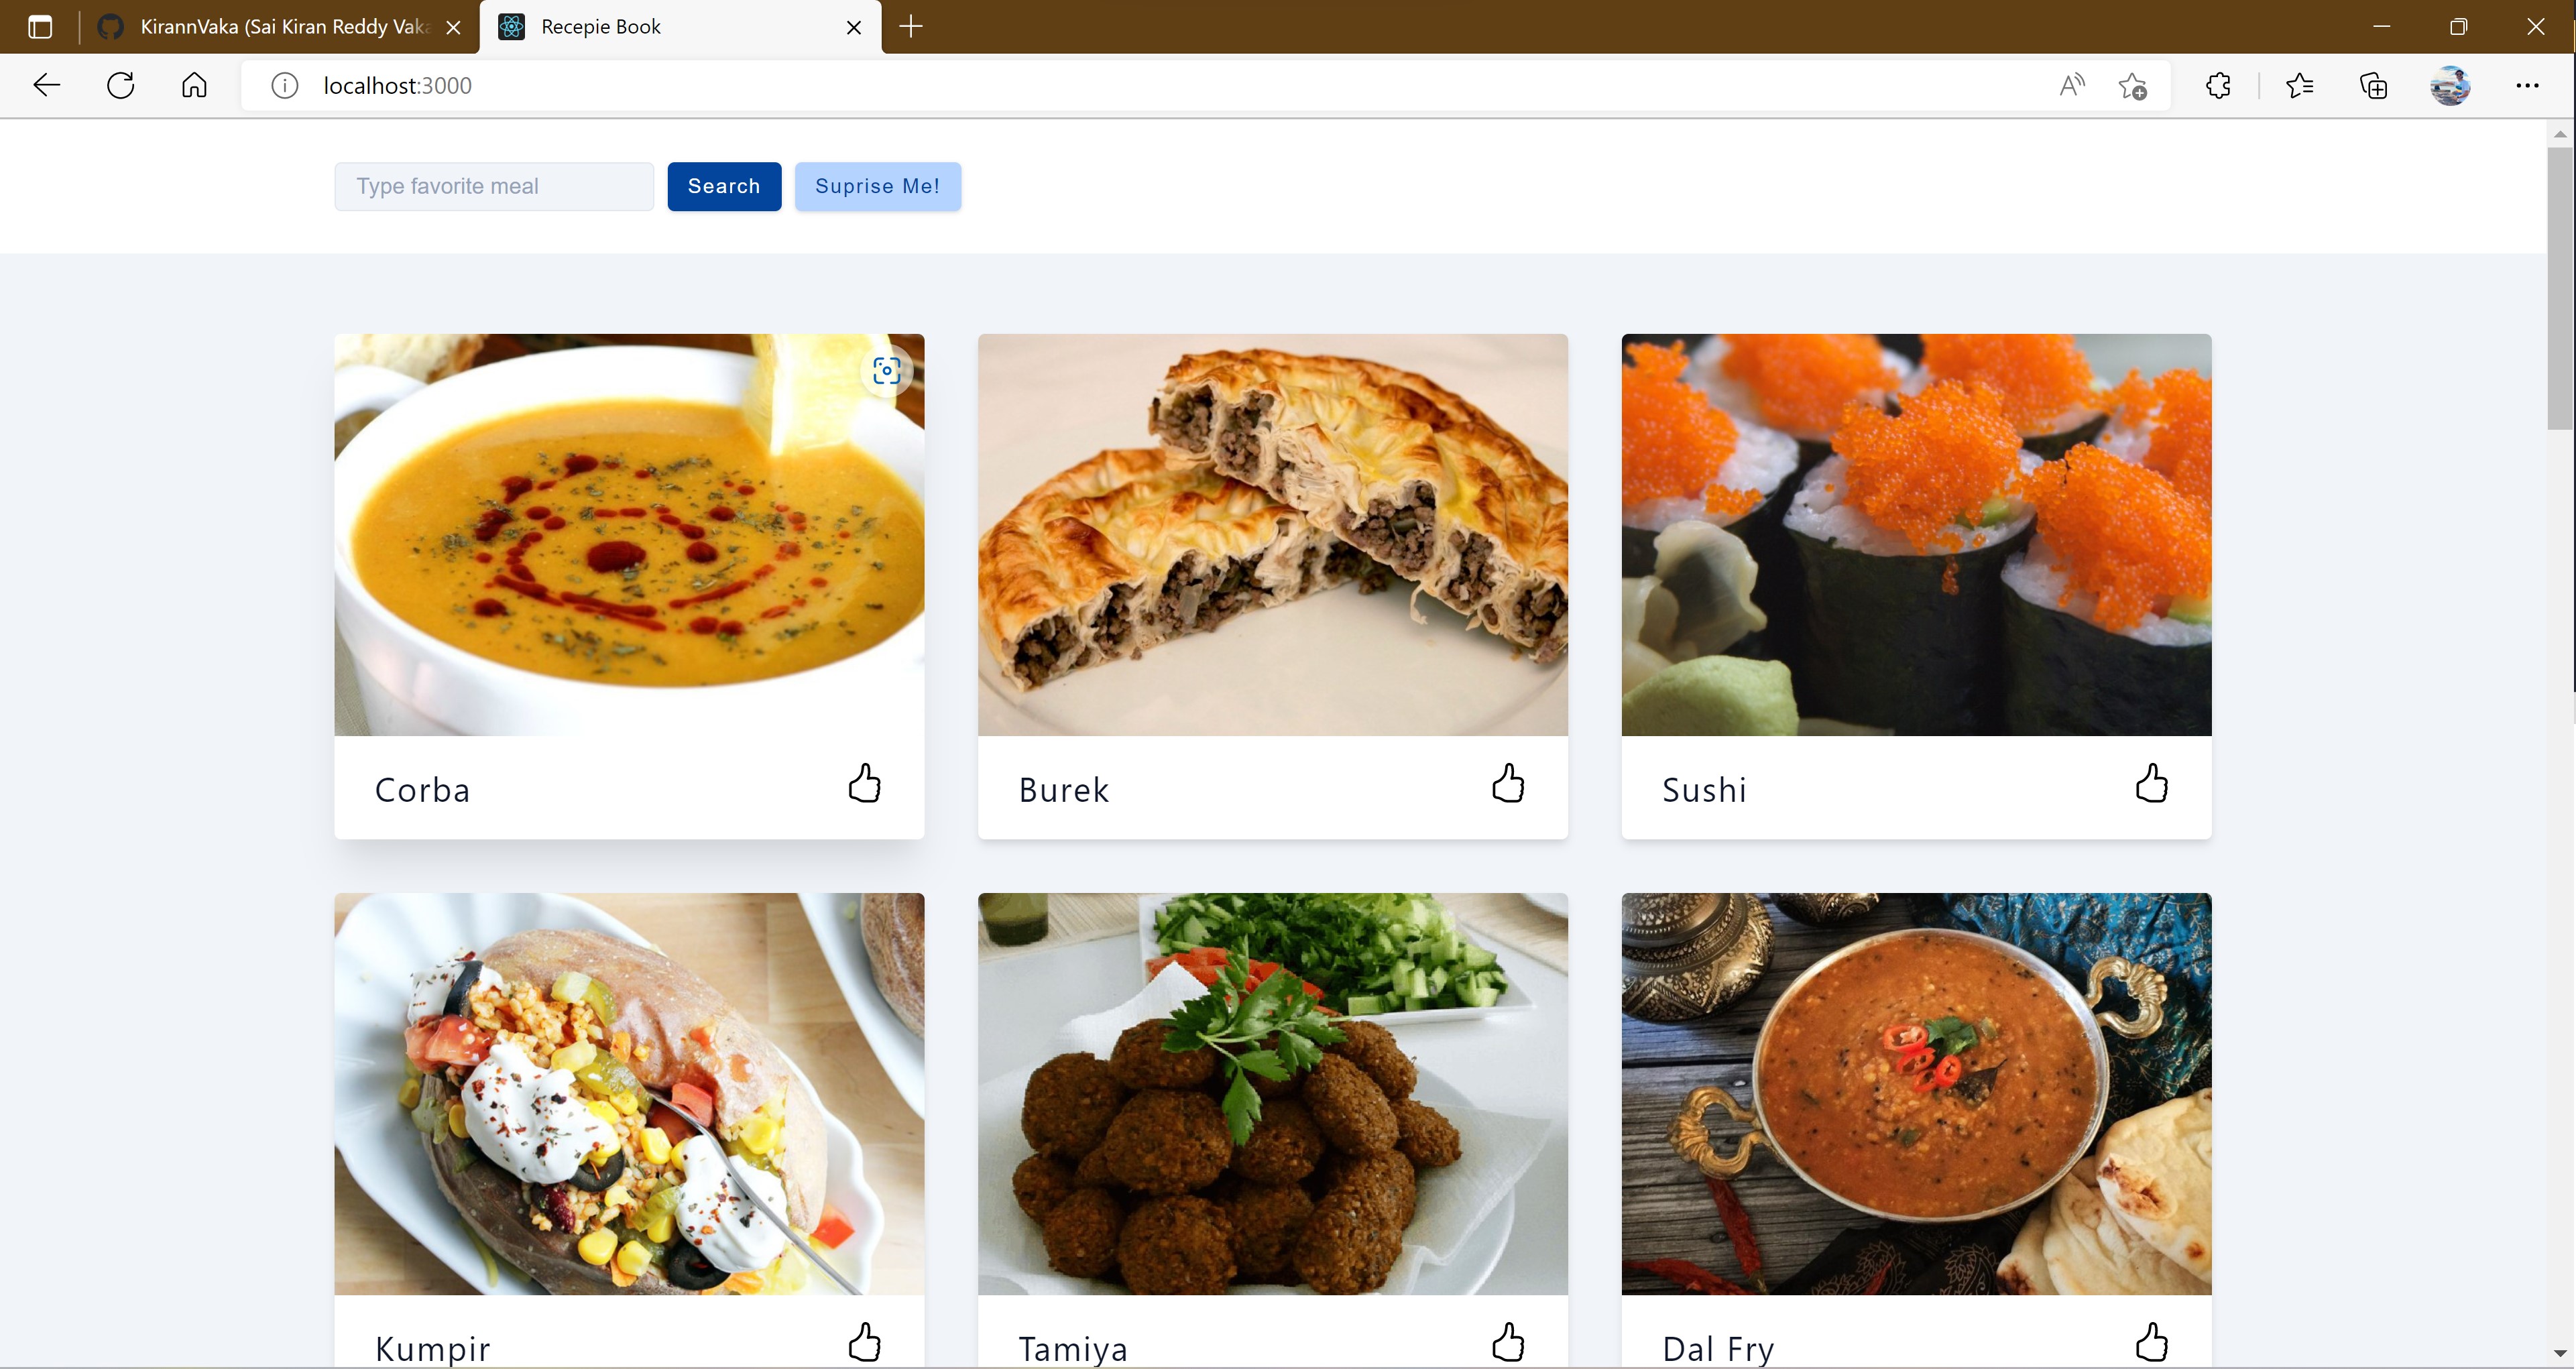 KirannVaka (Sai Kiran Reddy Vaka
Recepie Book
localhost:3000
Type favorite meal
Search
Suprise Me!
Corba
Burek
Sushi
Kumpir
Tamiya
Dal Fry